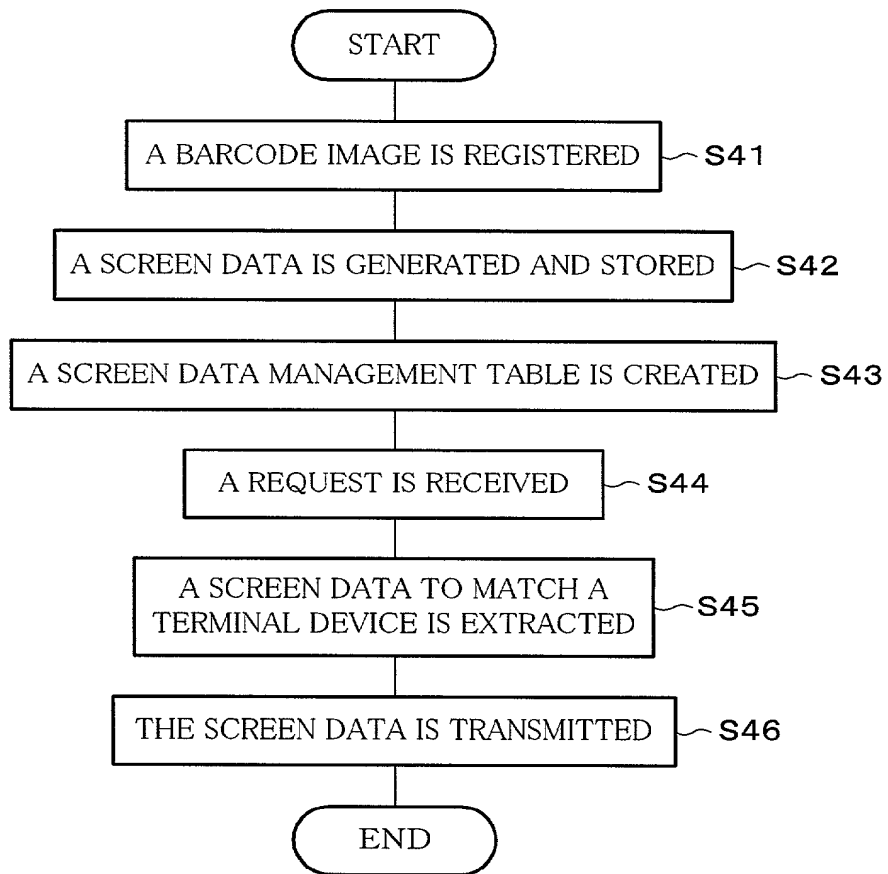 START
A BARCODE IMAGE IS REGISTERED S41
A SCREEN DATA IS GENERATED AND STORED S42
A SCREEN DATA MANAGEMENT TABLE IS CREATED S43
A REQUEST IS RECEIVED S44
A SCREEN DATA TO MATCH A
TERMINAL DEVICE IS EXTRACTED S45
THE SCREEN DATA IS TRANSMITTED S46
END